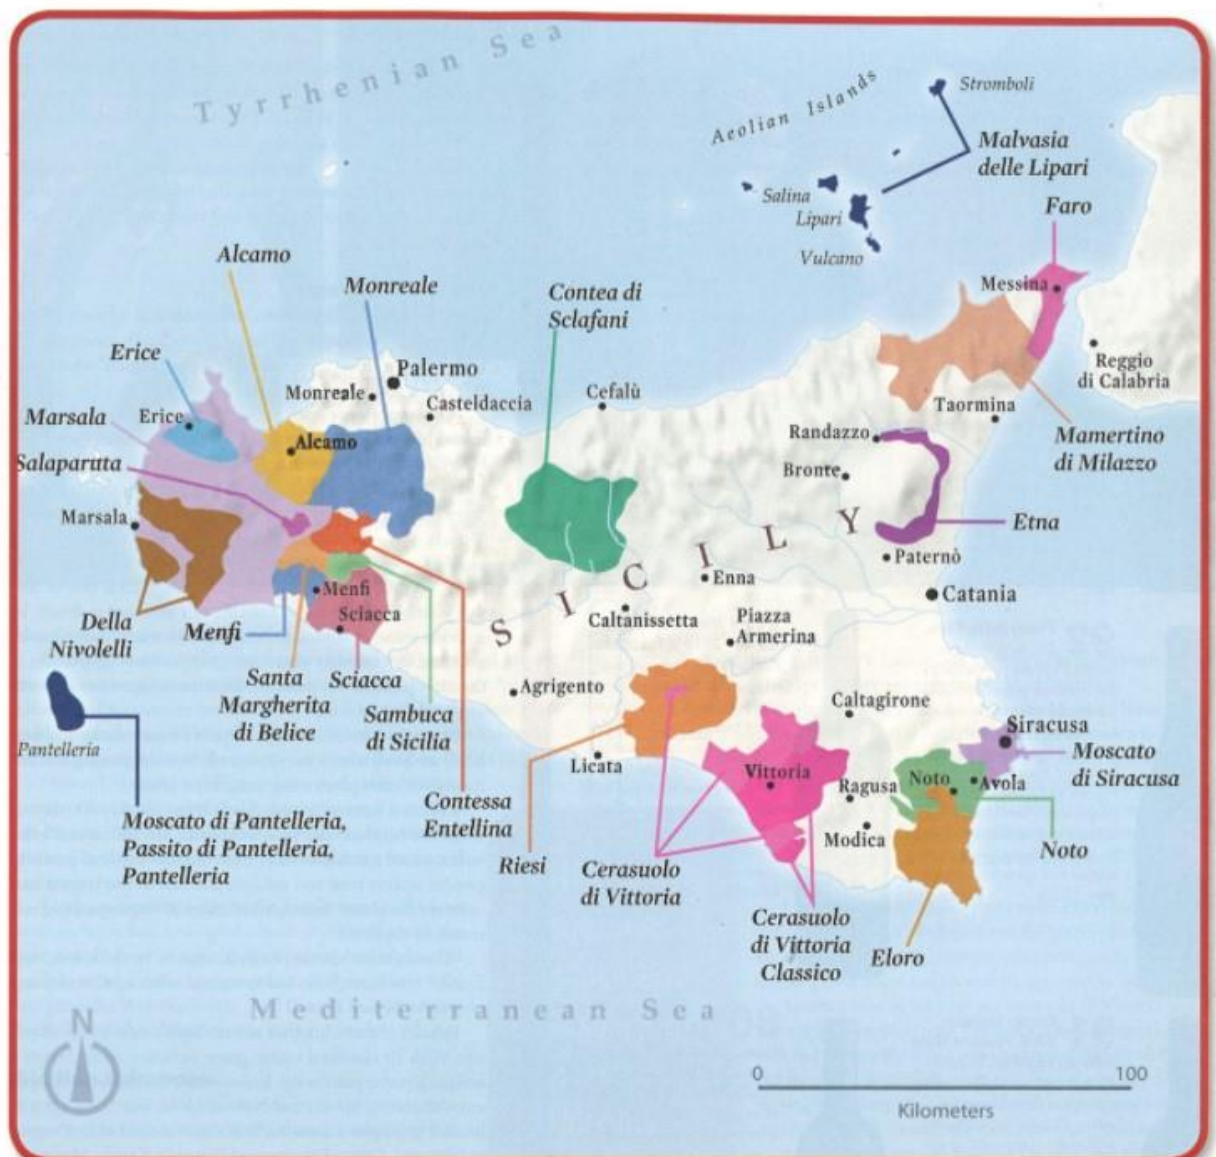 Tyrrhenian Sea
Aeolian Islands
Stromboli
Malvasia
delle Lipari
Salina
Lipari
Vulcano
Faro
Messina
Reggio
di Calabria
Alcamo
Monreale
Contea di
Sclafani
Erice
Palermo
Monreale
Casteldaccia
Cefalù
Taormina
Mamertino
di Milazzo
Marsala
Erice
Alcamo
Randazzo
Bronte
Salaparuta
Marsala
Etna
Paternò
SICILY
Enna
Catania
Menfi
Sciacca
Caltanissetta
Piazza
Armerina
Della
Nivolelli
Menfi
Santa
Margherita
di Belice
Sciacca
Sambuca
di Sicilia
Agrigento
Caltagirone
Siracusa
Pantelleria
Licata
Vittoria
Ragusa
Noto
Avola
Moscato
di Siracusa
Contessa
Entellina
Modica
Moscato di Pantelleria,
Passito di Pantelleria,
Pantelleria
Riesi
Cerasuolo
di Vittoria
Noto
Cerasuolo
di Vittoria
Classico
Eloro
Mediterranean Sea
N
0
100
Kilometers